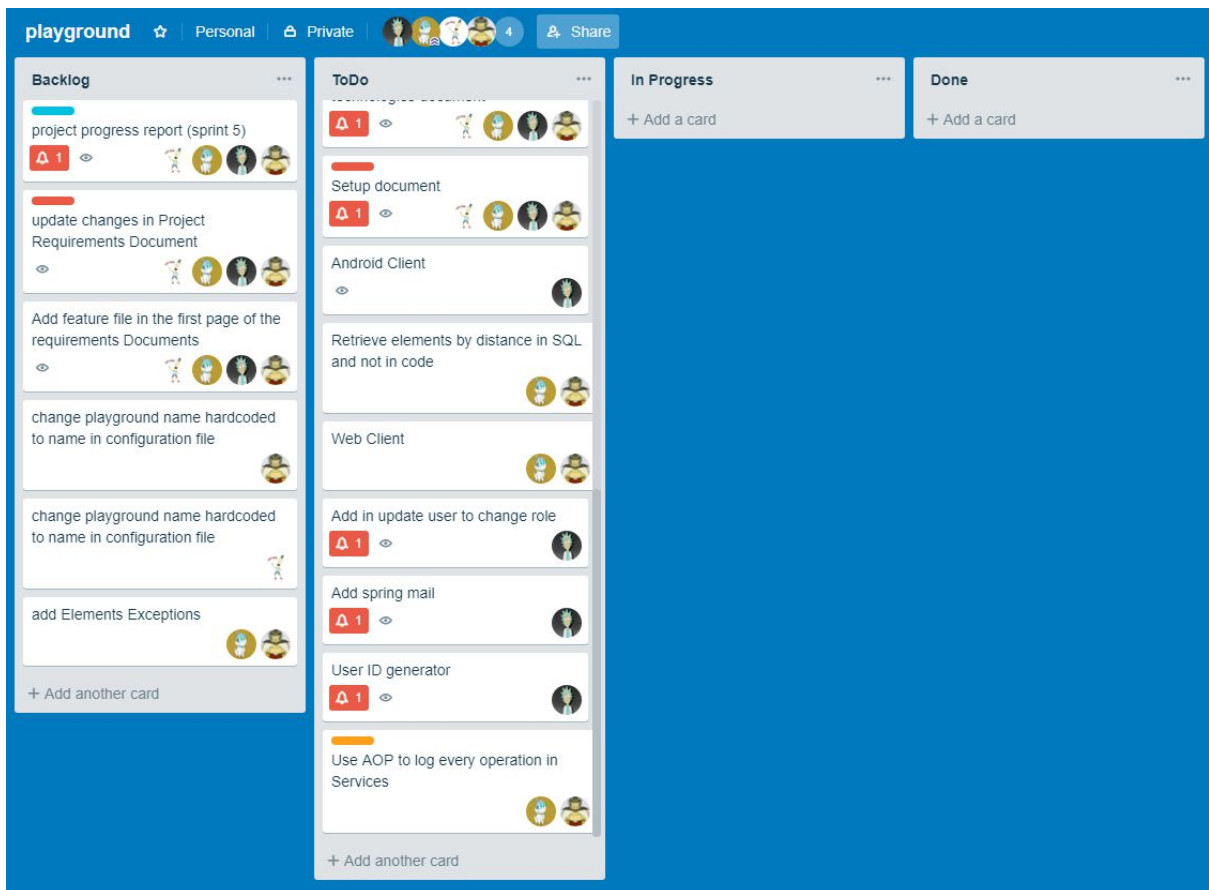 playground Personal Private 4 Share
Backlog
project progress report (sprint 5)
1
update changes in Project
Requirements Document
Add feature file in the first page of the
requirements Documents
change playground name hardcoded
to name in configuration file
change playground name hardcoded
to name in configuration file
add Elements Exceptions
+ Add another card
ToDo
technologies document
1
Setup document
1
Android Client
Retrieve elements by distance in SQL
and not in code
Web Client
Add in update user to change role
1
Add spring mail
1
User ID generator
1
Use AOP to log every operation in
Services
+ Add another card
In Progress
+ Add a card
Done
+ Add a card